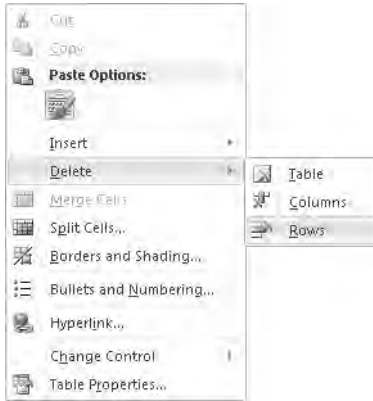 Cut
Copy
Paste Options:
Insert
Delete
Merge Cells
Split Cells...
Borders and Shading...
Bullets and Numbering...
Hyperlink...
Change Control
Table Properties...
Table
Columns
Rows